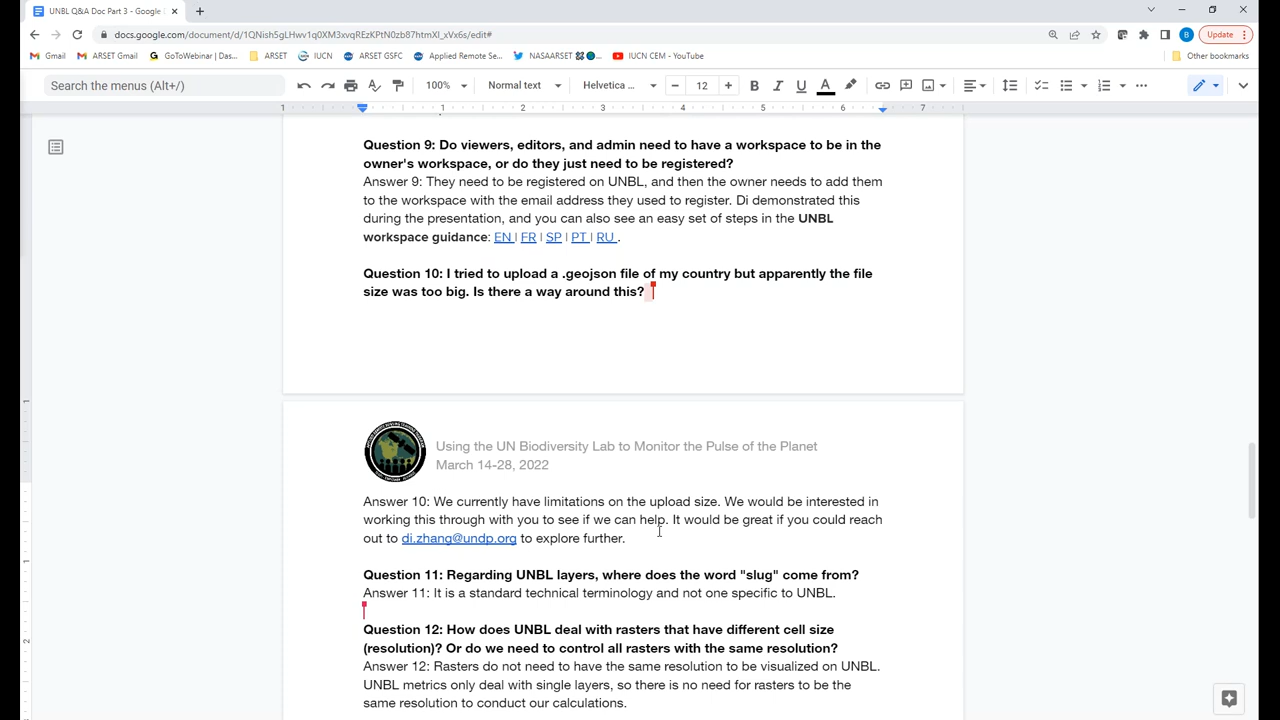 UNBL Q&A Doc Part 3 - Google
docs.google.com/document/d/1QNish5gLHwv1q0XM3xvqREzKPtN0zb87htmXI_xVx6s/edit#
Update
Gmail ARSET Gmail GoToWebinar | Das... ARSET IUCN ARSET GSFC Applied Remote Se... NASAARSET IUCN CEM - YouTube Other bookmarks
Search the menus (Alt+/) 100% Normal text Helvetica ... 12 B I U A
1 1 2 3 4 5 6 7
Question 9: Do viewers, editors, and admin need to have a workspace to be in the
owner's workspace, or do they just need to be registered?
Answer 9: They need to be registered on UNBL, and then the owner needs to add them
to the workspace with the email address they used to register. Di demonstrated this
during the presentation, and you can also see an easy set of steps in the UNBL
workspace guidance: EN | FR | SP | PT | RU .
Question 10: I tried to upload a .geojson file of my country but apparently the file
size was too big. Is there a way around this?
Using the UN Biodiversity Lab to Monitor the Pulse of the Planet
March 14-28, 2022
Answer 10: We currently have limitations on the upload size. We would be interested in
working this through with you to see if we can help. It would be great if you could reach
out to di.zhang@undp.org to explore further.
Question 11: Regarding UNBL layers, where does the word "slug" come from?
Answer 11: It is a standard technical terminology and not one specific to UNBL.
Question 12: How does UNBL deal with rasters that have different cell size
(resolution)? Or do we need to control all rasters with the same resolution?
Answer 12: Rasters do not need to have the same resolution to be visualized on UNBL.
UNBL metrics only deal with single layers, so there is no need for rasters to be the
same resolution to conduct our calculations.